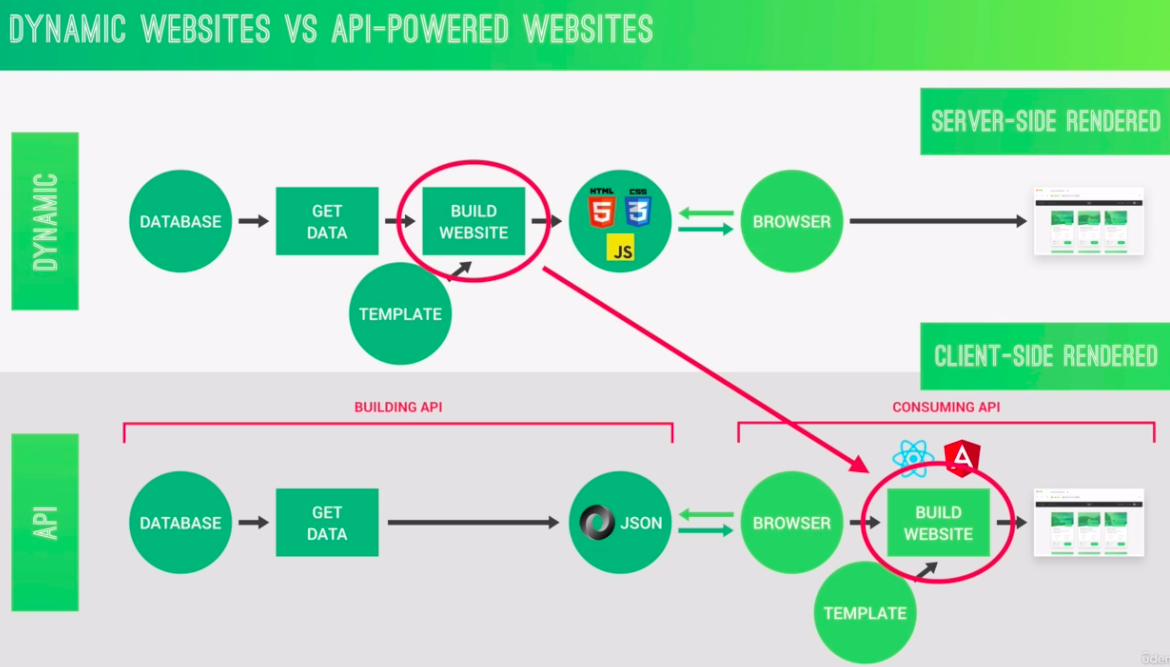 DYNAMIC WEBSITES VS API-POWERED WEBSITES
SERVER-SIDE RENDERED
DYNAMIC
DATABASE
GET
DATA
BUILD
WEBSITE
TEMPLATE
HTML
5
CSS
3
JS
BROWSER
CLIENT-SIDE RENDERED
BUILDING API
CONSUMING API
API
DATABASE
GET
DATA
JSON
BROWSER
A
BUILD
WEBSITE
TEMPLATE